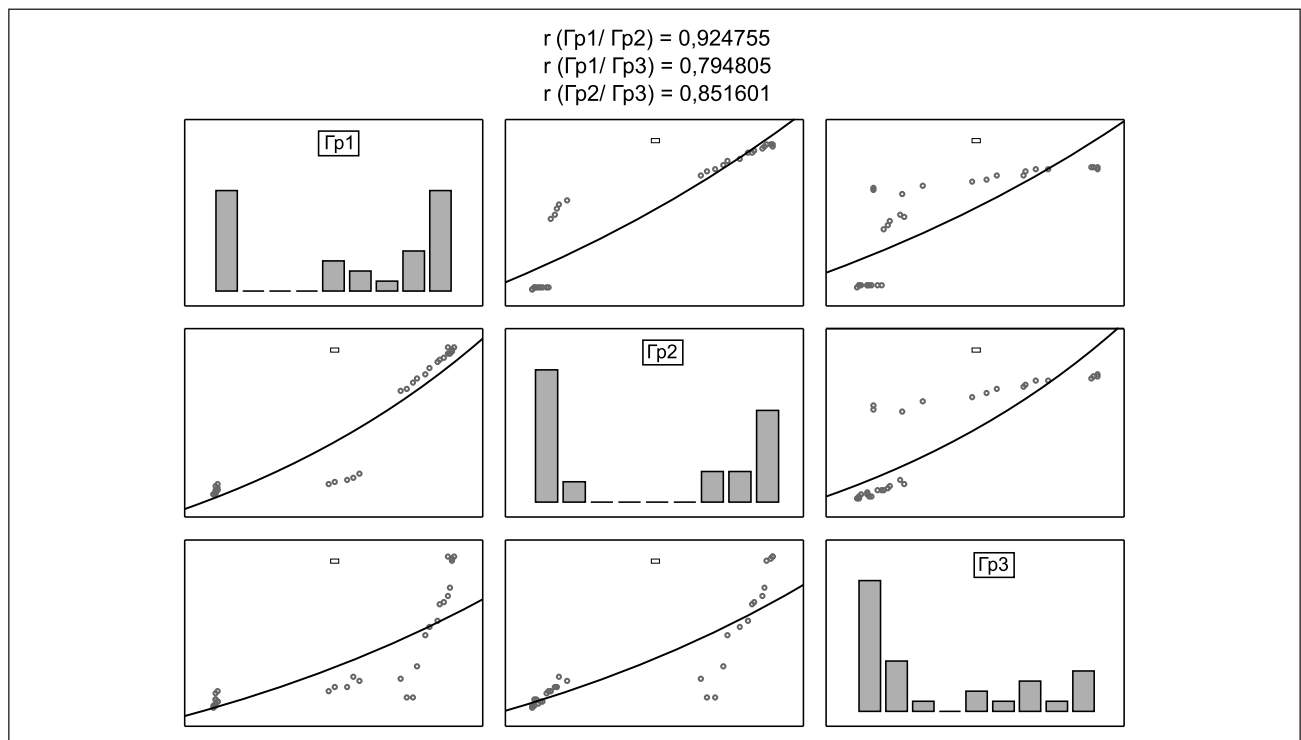 r (Гр1/ Гр2) = 0,924755
r (Гр1/ Гр3) = 0,794805
r (Гр2/ Гр3) = 0,851601
Гр1
Гр2
Гр3